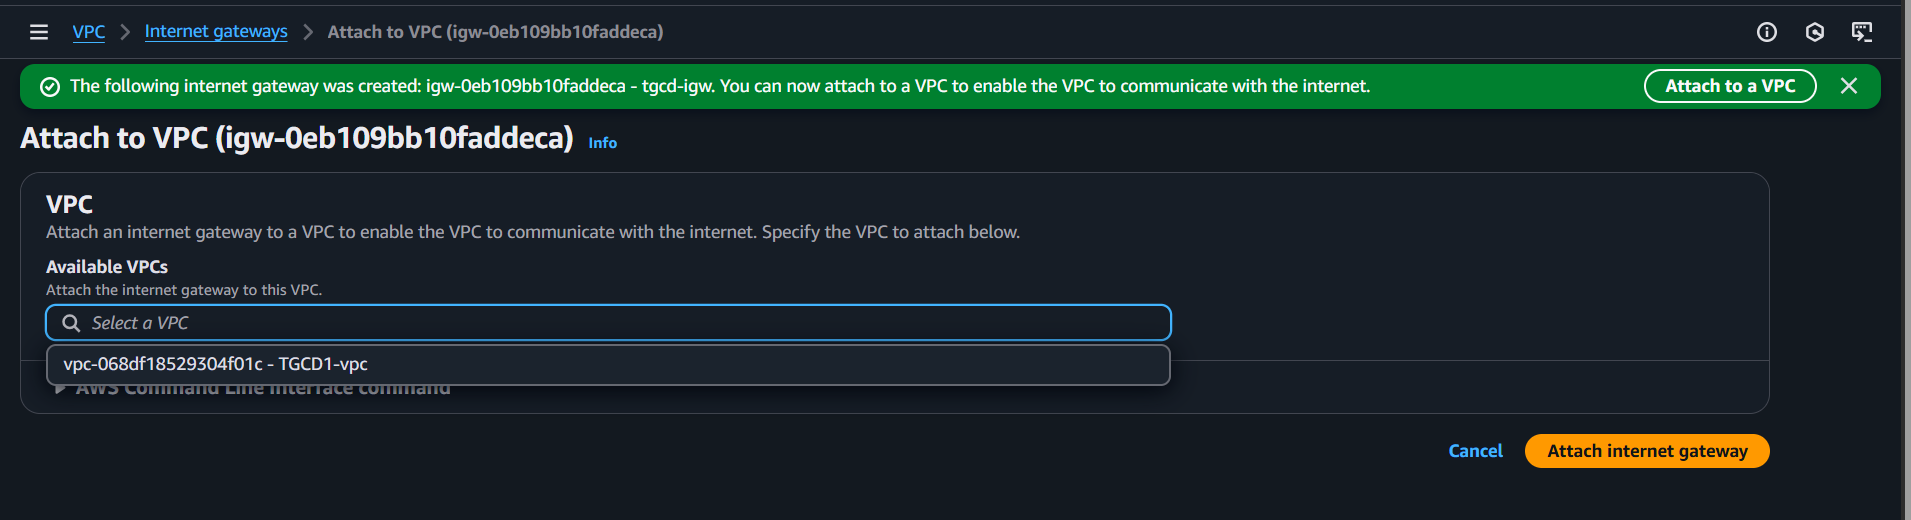 VPC > Internet gateways > Attach to VPC (igw-0eb109bb10faddeca)
The following internet gateway was created: igw-0eb109bb10faddeca - tgcd-igw. You can now attach to a VPC to enable the VPC to communicate with the internet. Attach to a VPC
Attach to VPC (igw-0eb109bb10faddeca) Info
VPC
Attach an internet gateway to a VPC to enable the VPC to communicate with the internet. Specify the VPC to attach below.
Available VPCs
Attach the internet gateway to this VPC.
Select a VPC
vpc-068df18529304f01c - TGCD1-vpc
AWS Command Line Interface command
Cancel Attach internet gateway